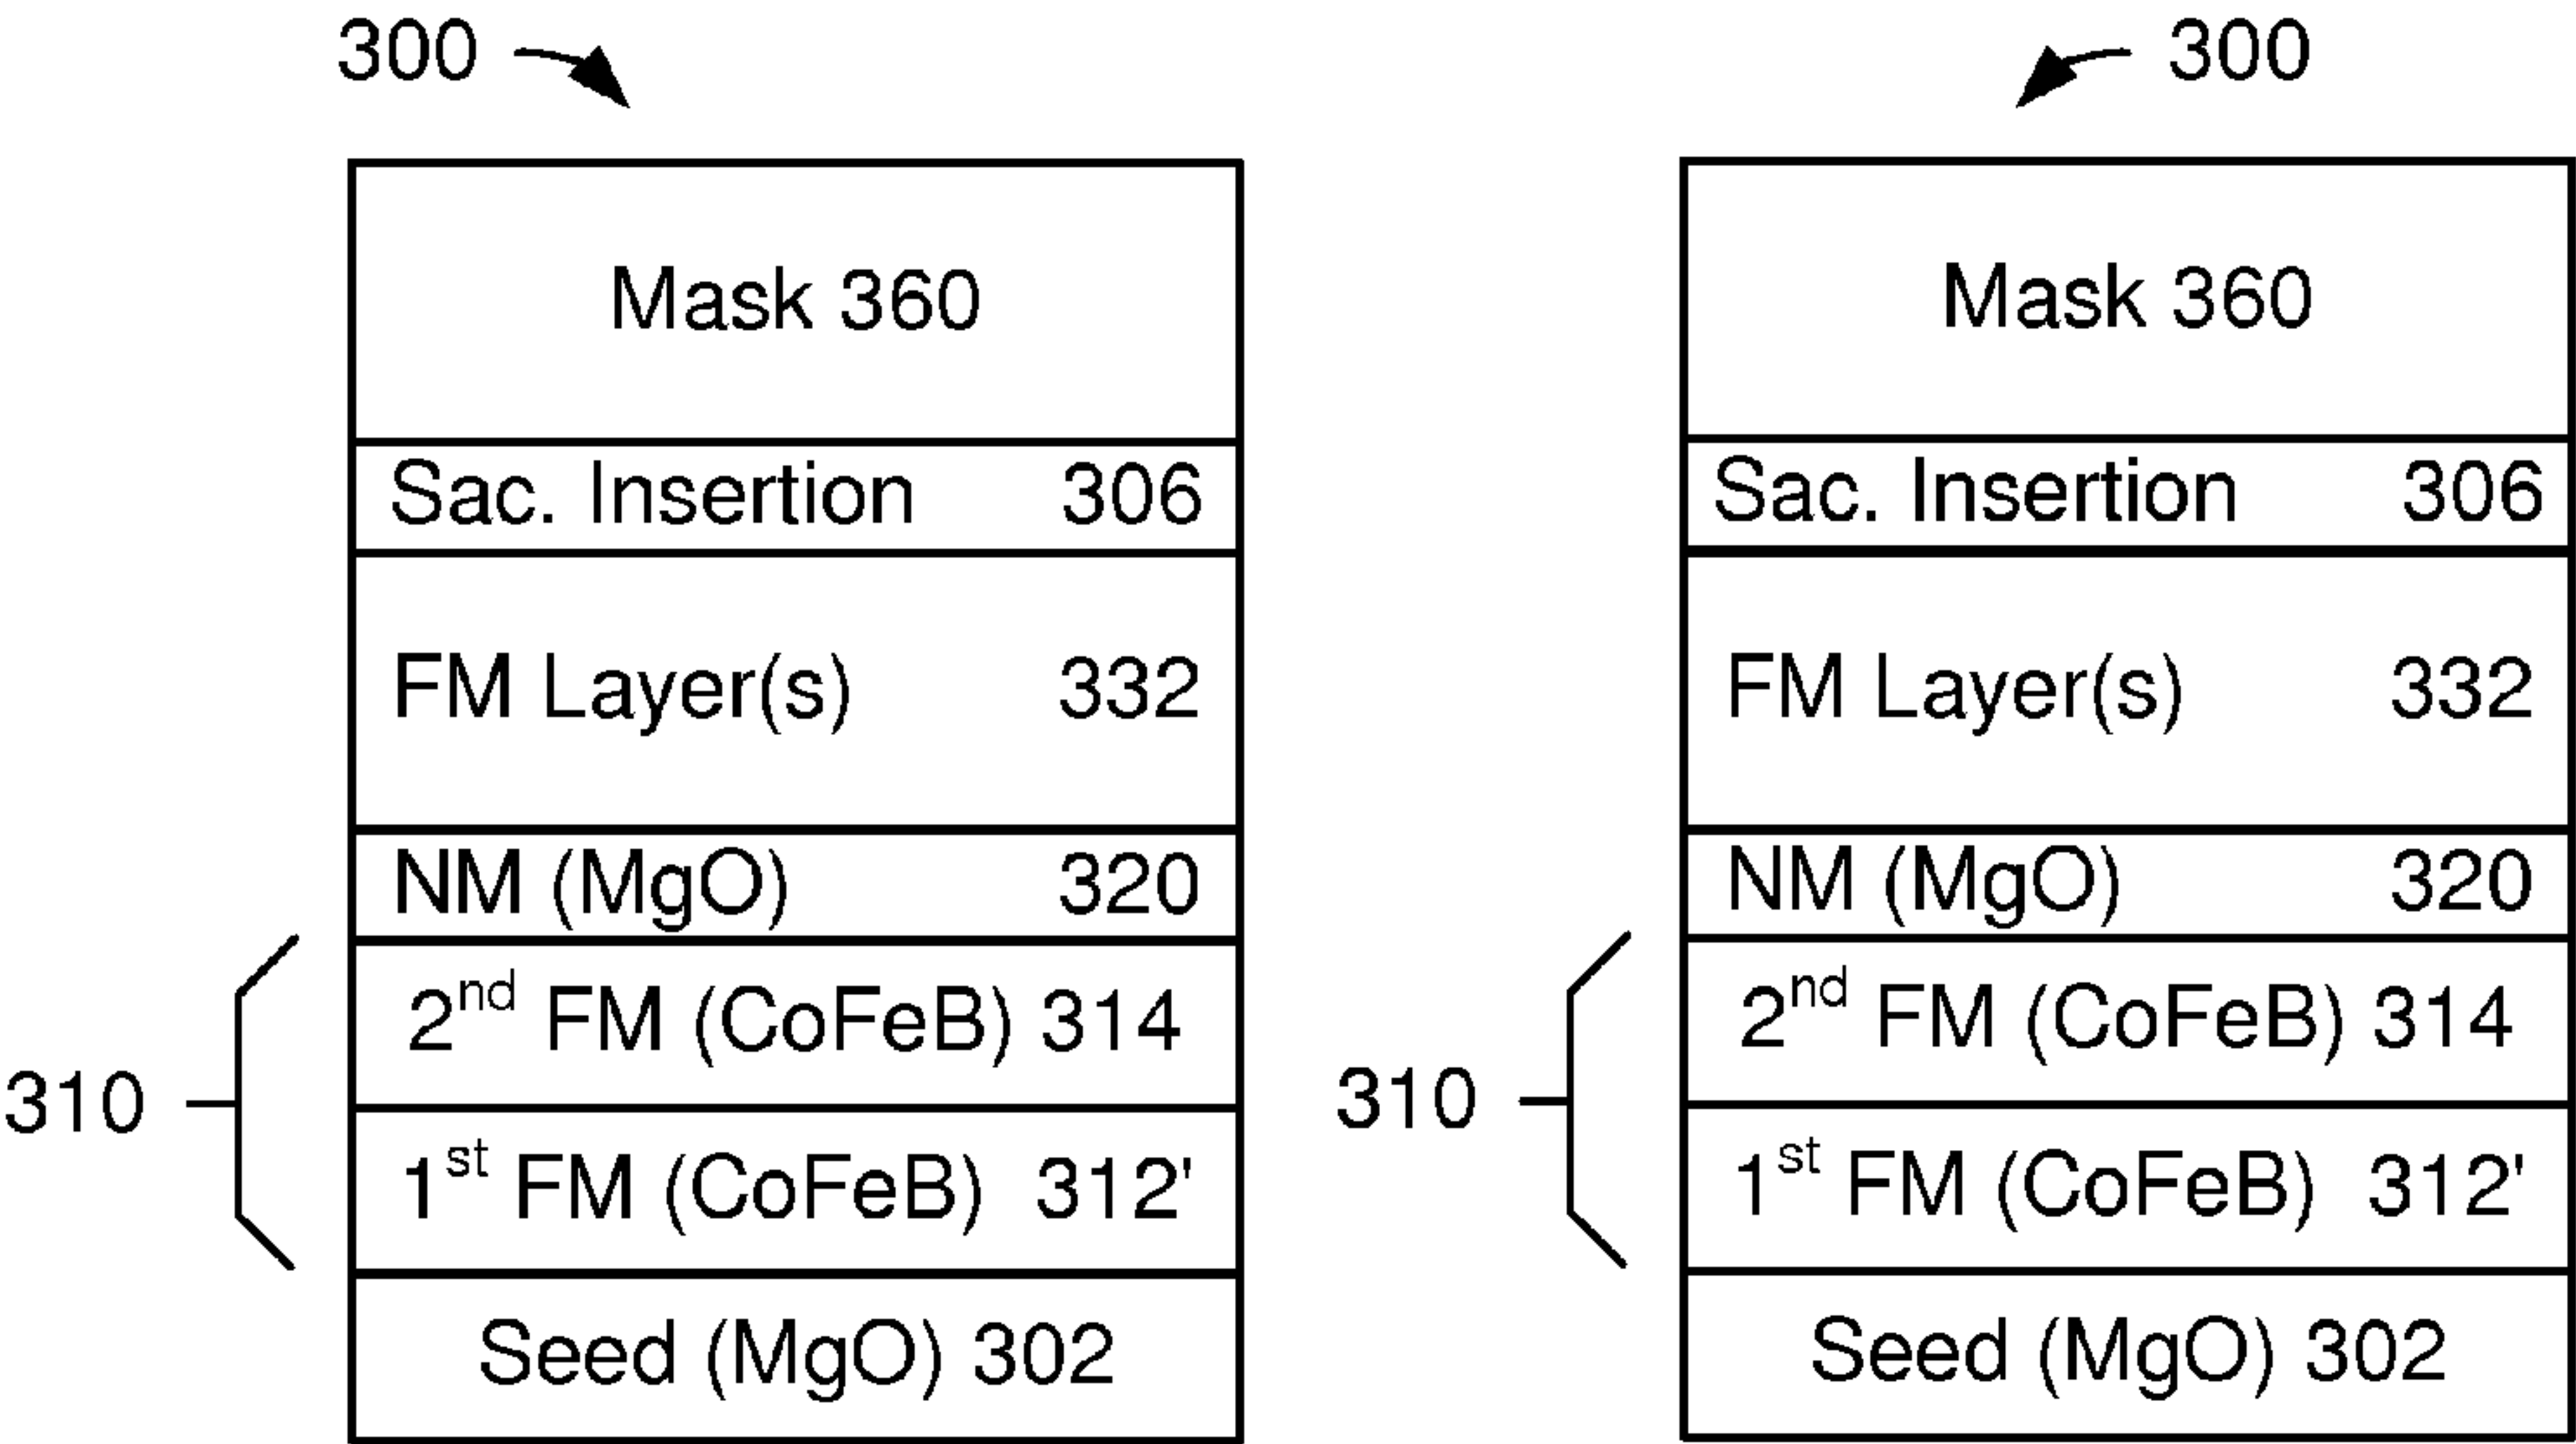 300 300
Mask 360 Mask 360
Sac. Insertion 306 Sac. Insertion 306
FM Layer(s) 332 FM Layer(s) 332
NM (MgO) 320 NM (MgO) 320
2nd FM (CoFeB) 314 2nd FM (CoFeB) 314
310 310
1st FM (CoFeB) 312' 1st FM (CoFeB) 312'
Seed (MgO) 302 Seed (MgO) 302